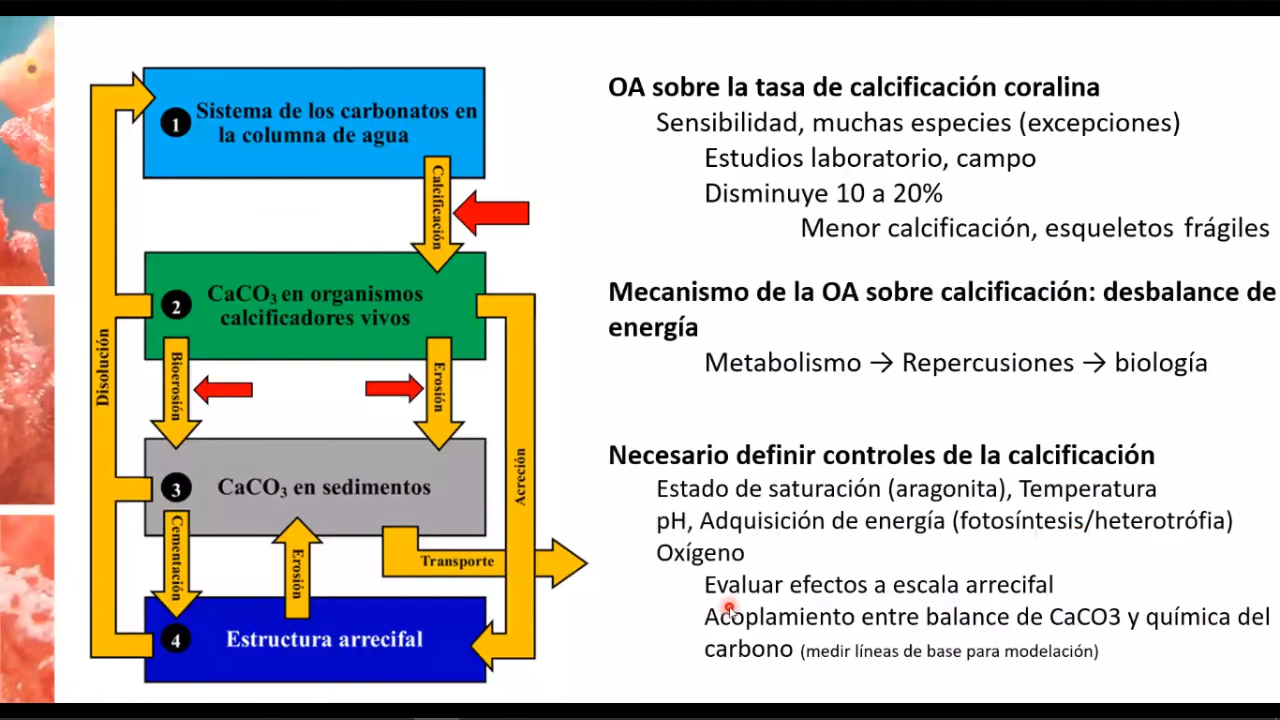 1
Sistema de los carbonatos en
la columna de agua
Calcificación
2
CaCO₃ en organismos
calcificadores vivos
Disolución
Bioerosión
Erosión
Acreción
3
CaCO₃ en sedimentos
Cementación
Erosión
Transporte
4
Estructura arrecifal
OA sobre la tasa de calcificación coralina
Sensibilidad, muchas especies (excepciones)
Estudios laboratorio, campo
Disminuye 10 a 20%
Menor calcificación, esqueletos frágiles
Mecanismo de la OA sobre calcificación: desbalance de
energía
Metabolismo → Repercusiones → biología
Necesario definir controles de la calcificación
Estado de saturación (aragonita), Temperatura
pH, Adquisición de energía (fotosíntesis/heterotrófia)
Oxígeno
Evaluar efectos a escala arrecifal
Acoplamiento entre balance de CaCO3 y química del
carbono (medir líneas de base para modelación)